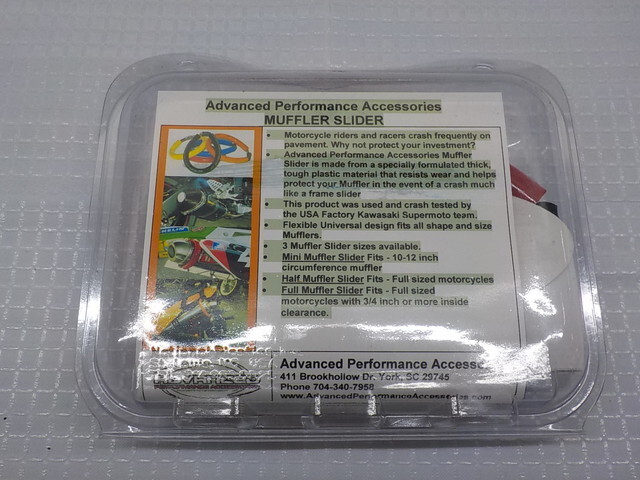 Advanced Performance Accessories
MUFFLER SLIDER
• Motorcycle riders and racers crash frequently on
pavement. Why not protect your investment?
• Advanced Performance Accessories Muffler
Slider is made from a specially formulated thick,
tough plastic material that resists wear and helps
protect your Muffler in the event of a crash much
like a frame slider
• This product was used and crash tested by
the USA Factory Kawasaki Supermoto team.
• Flexible Universal design fits all shape and size
Mufflers.
• 3 Muffler Slider sizes available.
• Mini Muffler Slider Fits - 10-12 inch
circumference muffler
• Half Muffler Slider Fits - Full sized motorcycles
• Full Muffler Slider Fits - Full sized
motorcycles with 3/4 inch or more inside
clearance.
Advanced Performance Accesso
411 Brookhollow Dr. York, SC 29745
Phone 704-340-7958
www.AdvancedPerformanceAccessories.com